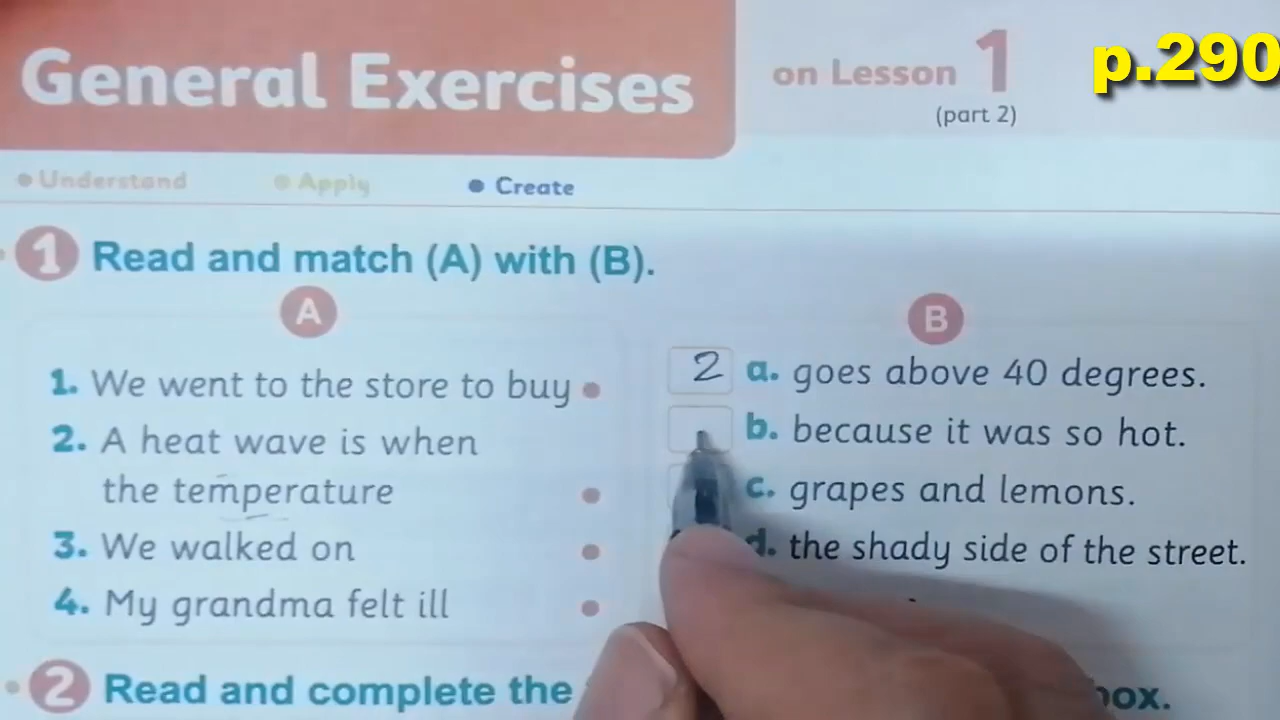 General Exercises
on Lesson 1
p.290
(part 2)
Understand
Apply
Create
1 Read and match (A) with (B).
A
B
1. We went to the store to buy
2 a. goes above 40 degrees.
2. A heat wave is when
the temperature
b. because it was so hot.
c. grapes and lemons.
3. We walked on
d. the shady side of the street.
4. My grandma felt ill
2 Read and complete the
box.